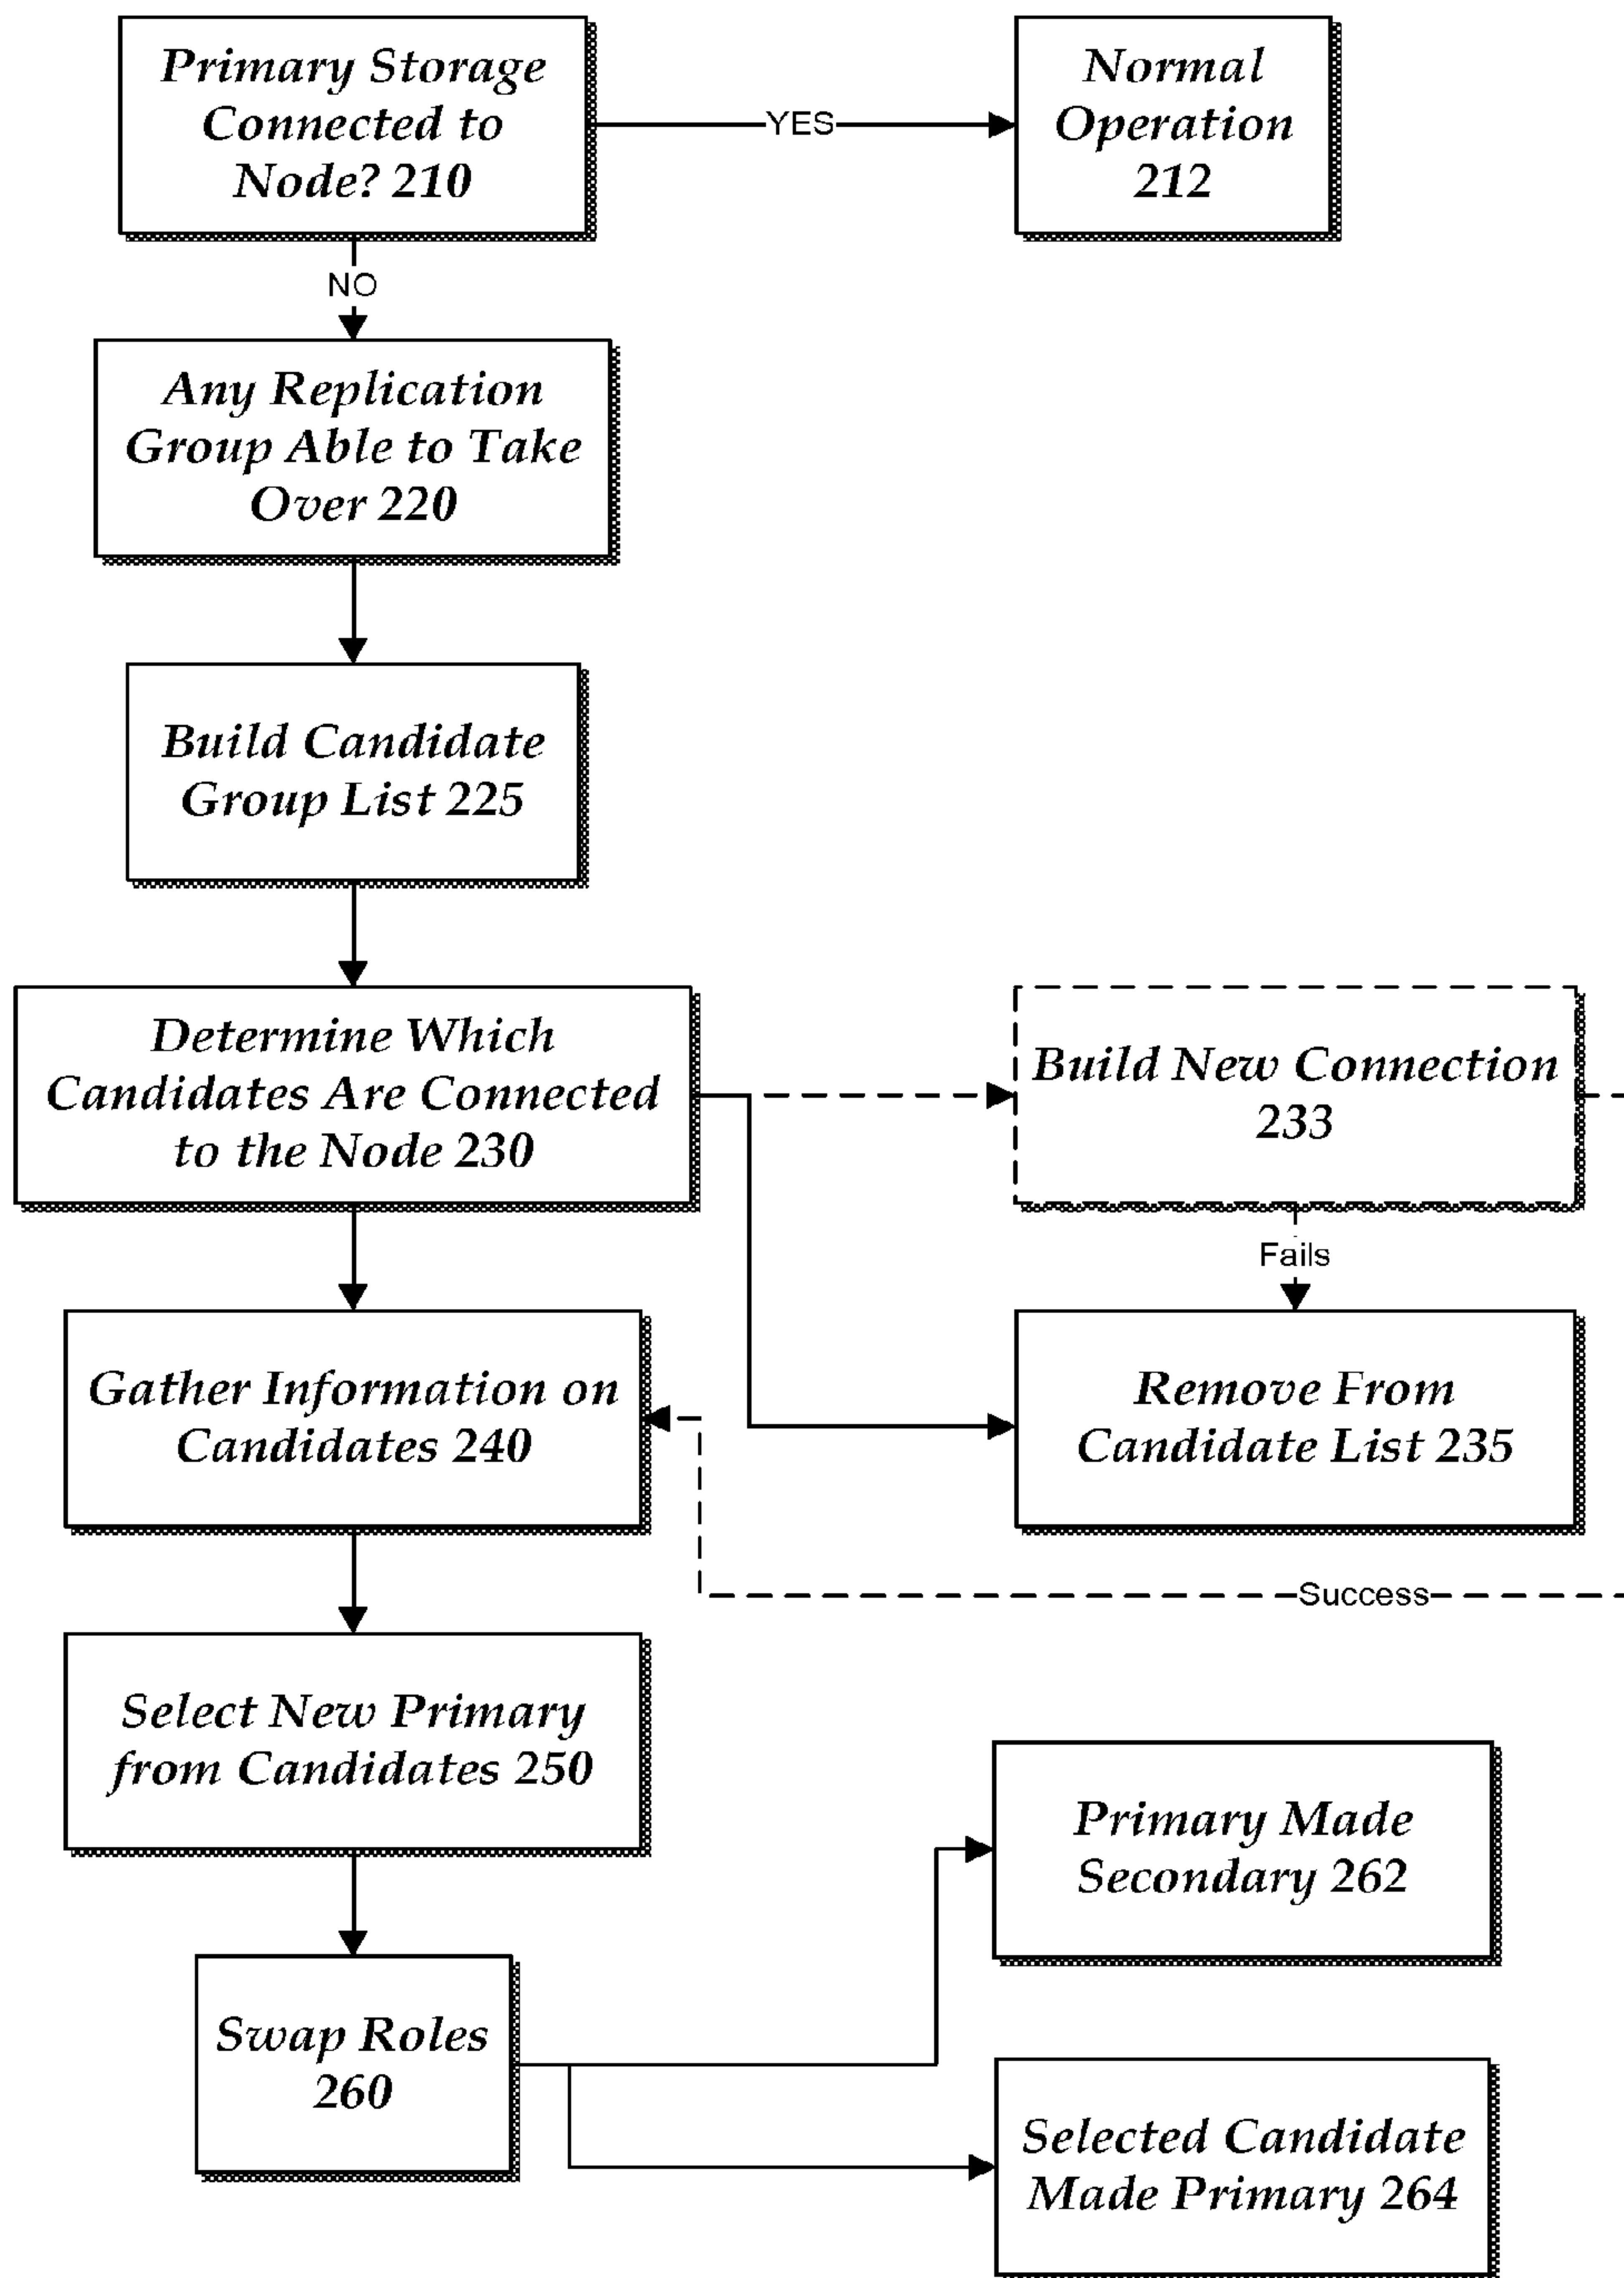 Primary Storage
Connected to
Node? 210
YES
Normal
Operation
212
NO
Any Replication
Group Able to Take
Over 220
Build Candidate
Group List 225
Determine Which
Candidates Are Connected
to the Node 230
Build New Connection
233
Fails
Gather Information on
Candidates 240
Remove From
Candidate List 235
Success
Select New Primary
from Candidates 250
Primary Made
Secondary 262
Swap Roles
260
Selected Candidate
Made Primary 264